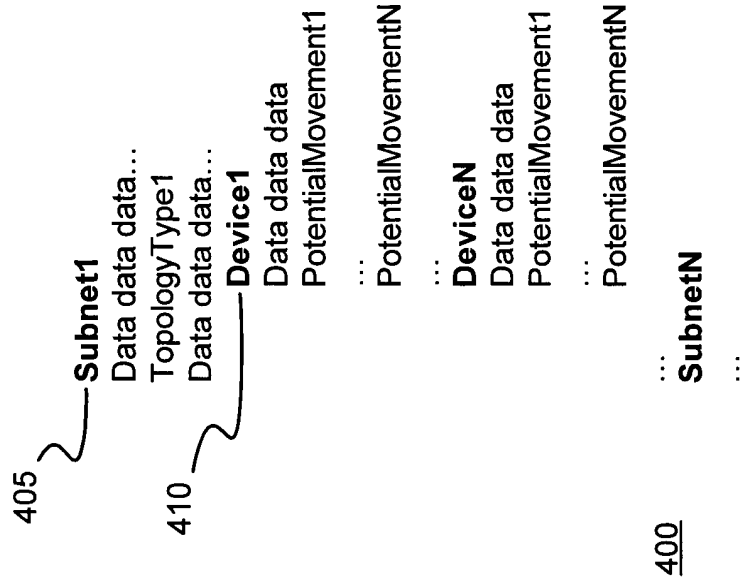 405
Subnet1
Data data data...
TopologyType1
Data data data...
410
Device1
Data data data
PotentialMovement1
...
PotentialMovementN
...
DeviceN
Data data data
PotentialMovement1
...
PotentialMovementN
...
SubnetN
...
400